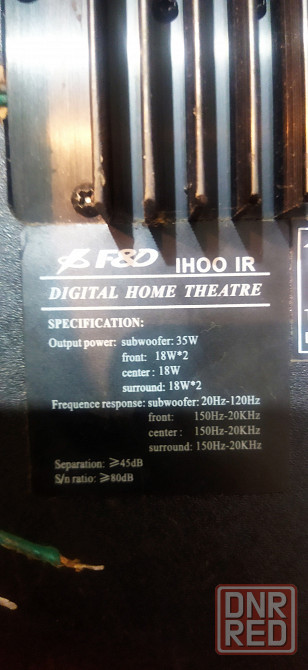 F&D IHOO IR
DIGITAL HOME THEATRE
SPECIFICATION:
Output power: subwoofer: 35W
front: 18W*2
center: 18W
surround: 18W*2
Frequence response: subwoofer: 20Hz-120Hz
front: 150Hz-20KHz
center: 150Hz-20KHz
surround: 150Hz-20KHz
Separation: ≥45dB
S/n ratio: ≥80dB
DNR
RED